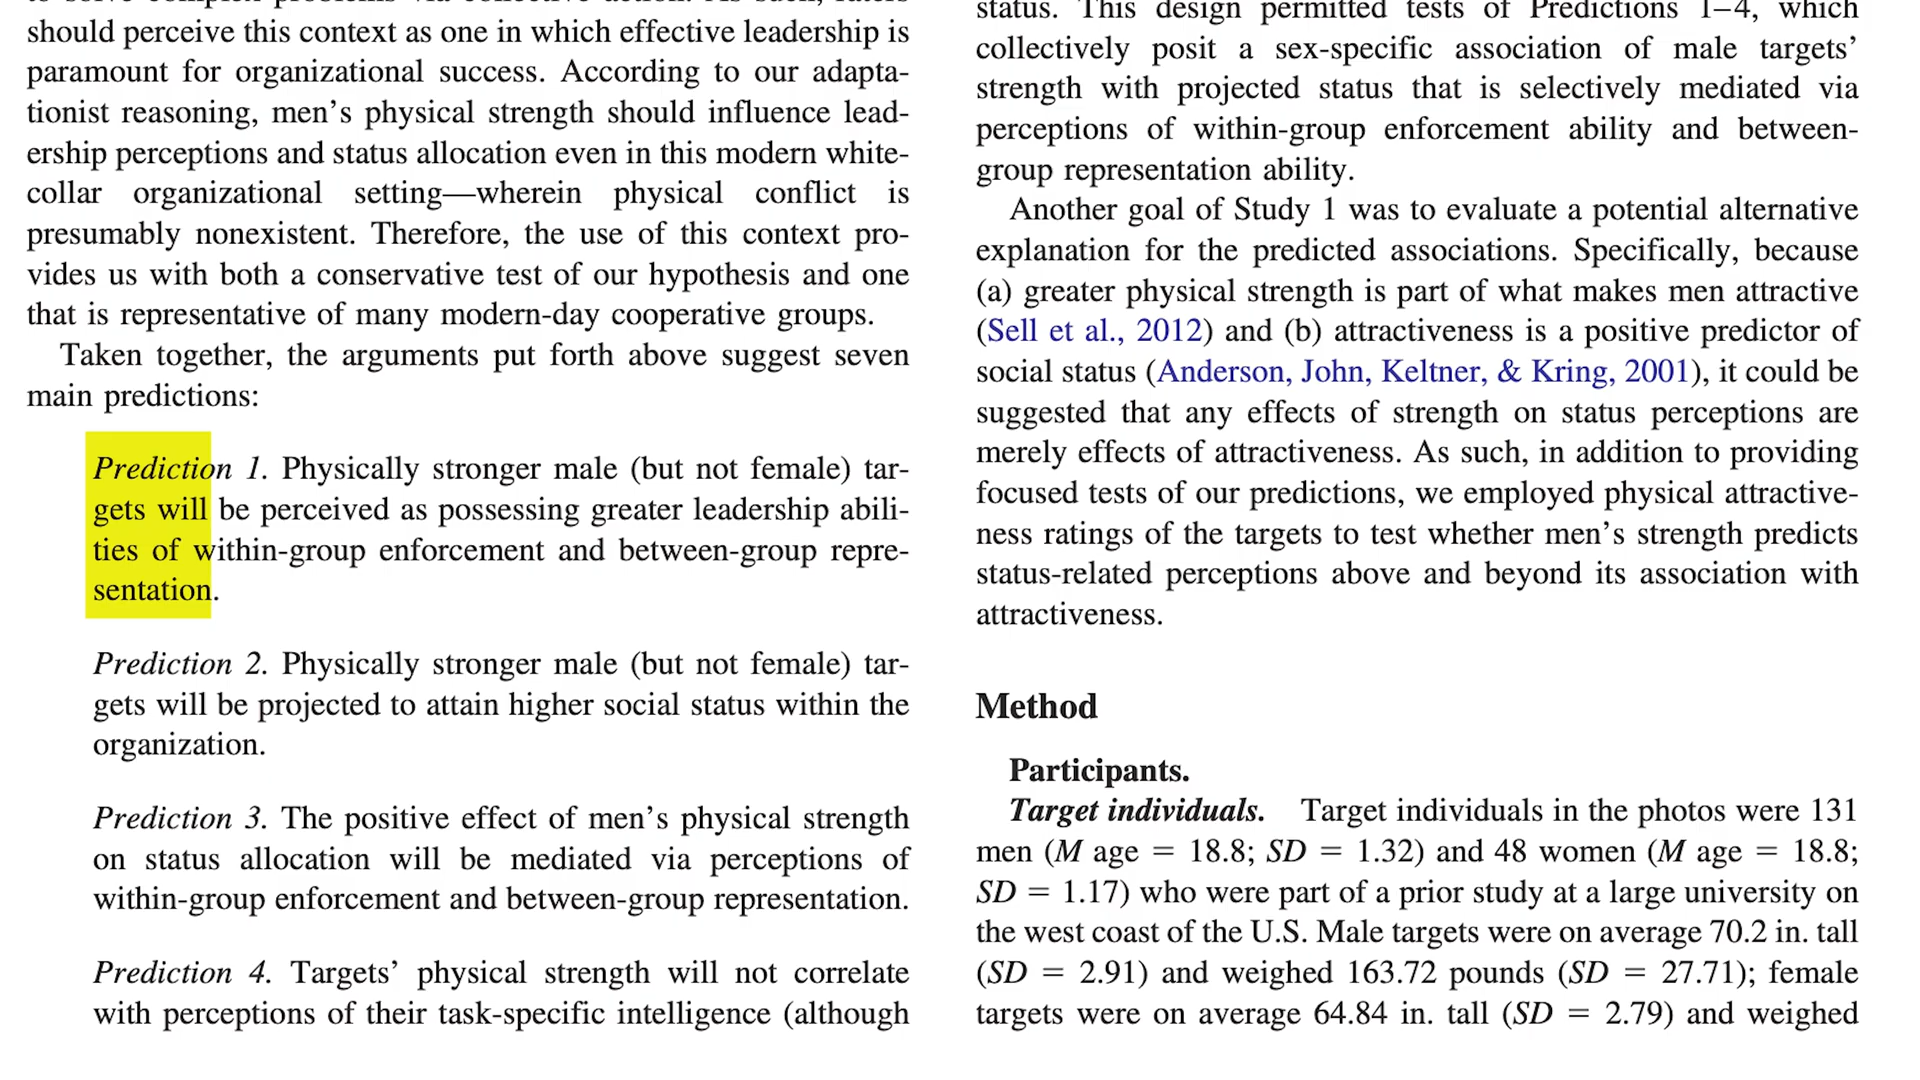 should perceive this context as one in which effective leadership is
paramount for organizational success. According to our adapta-
tionist reasoning, men's physical strength should influence lead-
ership perceptions and status allocation even in this modern white-
collar organizational setting—wherein physical conflict is
presumably nonexistent. Therefore, the use of this context pro-
vides us with both a conservative test of our hypothesis and one
that is representative of many modern-day cooperative groups.
Taken together, the arguments put forth above suggest seven
main predictions:
Prediction 1. Physically stronger male (but not female) tar-
gets will be perceived as possessing greater leadership abili-
ties of within-group enforcement and between-group repre-
sentation.
Prediction 2. Physically stronger male (but not female) tar-
gets will be projected to attain higher social status within the
organization.
Prediction 3. The positive effect of men's physical strength
on status allocation will be mediated via perceptions of
within-group enforcement and between-group representation.
Prediction 4. Targets' physical strength will not correlate
with perceptions of their task-specific intelligence (although
status. This design permitted tests of Predictions 1–4, which
collectively posit a sex-specific association of male targets'
strength with projected status that is selectively mediated via
perceptions of within-group enforcement ability and between-
group representation ability.
Another goal of Study 1 was to evaluate a potential alternative
explanation for the predicted associations. Specifically, because
(a) greater physical strength is part of what makes men attractive
(Sell et al., 2012) and (b) attractiveness is a positive predictor of
social status (Anderson, John, Keltner, & Kring, 2001), it could be
suggested that any effects of strength on status perceptions are
merely effects of attractiveness. As such, in addition to providing
focused tests of our predictions, we employed physical attractive-
ness ratings of the targets to test whether men's strength predicts
status-related perceptions above and beyond its association with
attractiveness.
Method
Participants.
Target individuals. Target individuals in the photos were 131
men (M age = 18.8; SD = 1.32) and 48 women (M age = 18.8;
SD = 1.17) who were part of a prior study at a large university on
the west coast of the U.S. Male targets were on average 70.2 in. tall
(SD = 2.91) and weighed 163.72 pounds (SD = 27.71); female
targets were on average 64.84 in. tall (SD = 2.79) and weighed